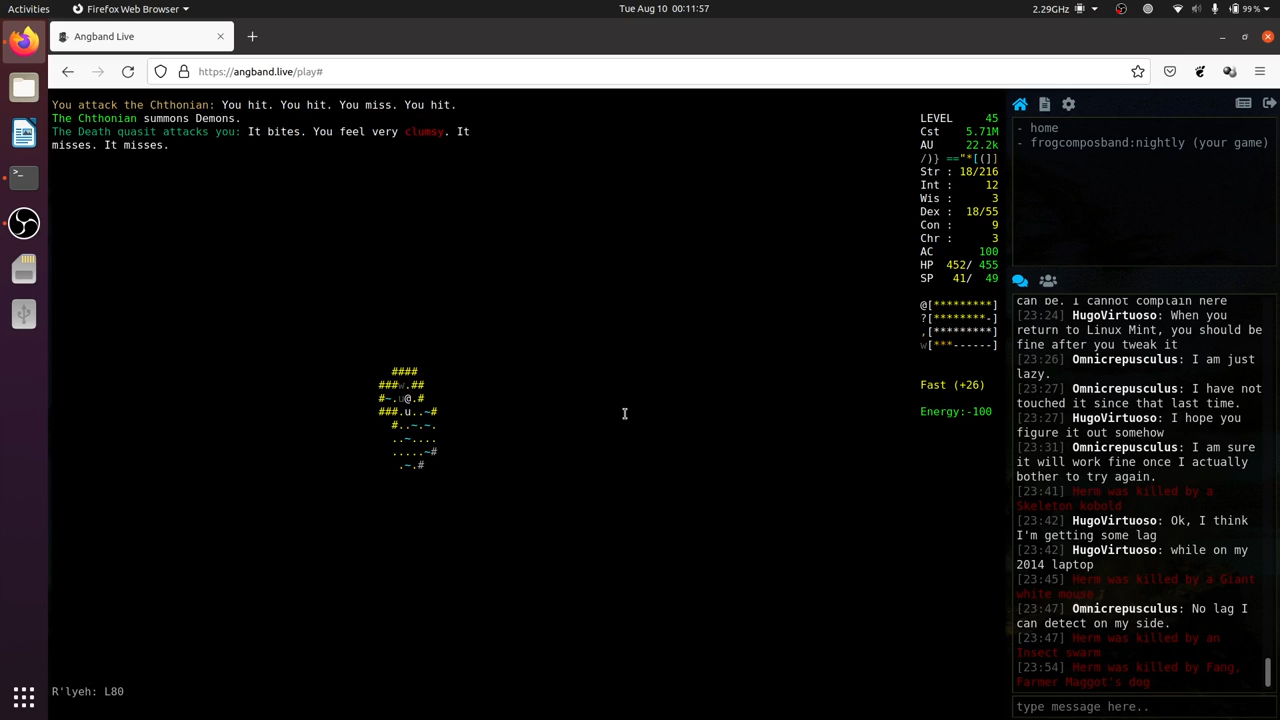 Activities
Firefox Web Browser
Tue Aug 10 00:11:57
2.29GHz
99%
Angband Live
https://angband.live/play#
You attack the Chthonian: You hit. You hit. You miss. You hit.
The Chthonian summons Demons.
The Death quasit attacks you: It bites. You feel very clumsy. It
misses. It misses.
LEVEL 45
Cst 5.71M
AU 22.2k
/)} =="*[(]]
Str : 18/216
Int : 12
Wis : 3
Dex : 18/55
Con : 9
Chr : 3
AC 100
HP 452/ 455
SP 41/ 49
@[*********]
?[********-]
,[*********]
w[***------]
Fast (+26)
Energy:-100
####
###w.##
#~.u@.#
###.u..~#
#..~.~.
..~....
.....~#
.~.#
R'lyeh: L80
- home
- frogcomposband:nightly (your game)
can be. I cannot complain here
[23:24] HugoVirtuoso: When you
return to Linux Mint, you should be
fine after you tweak it
[23:26] Omnicrepusculus: I am just
lazy.
[23:27] Omnicrepusculus: I have not
touched it since that last time.
[23:27] HugoVirtuoso: I hope you
figure it out somehow
[23:31] Omnicrepusculus: I am sure
it will work fine once I actually
bother to try again.
[23:41] Herm was killed by a
Skeleton kobold
[23:42] HugoVirtuoso: Ok, I think
I'm getting some lag
[23:42] HugoVirtuoso: while on my
2014 laptop
[23:45] Herm was killed by a Giant
white mouse
[23:47] Omnicrepusculus: No lag I
can detect on my side.
[23:47] Herm was killed by an
Insect swarm
[23:54] Herm was killed by Fang,
Farmer Maggot's dog
type message here..